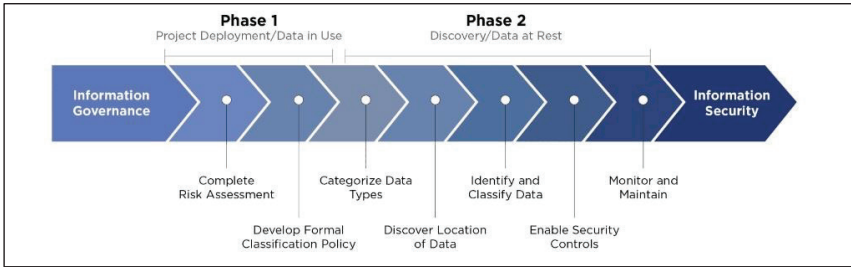 Phase 1
Project Deployment/Data in Use
Phase 2
Discovery/Data at Rest
Information
Governance
Information
Security
Complete
Risk Assessment
Categorize Data
Types
Identify and
Classify Data
Monitor and
Maintain
Develop Formal
Classification Policy
Discover Location
of Data
Enable Security
Controls